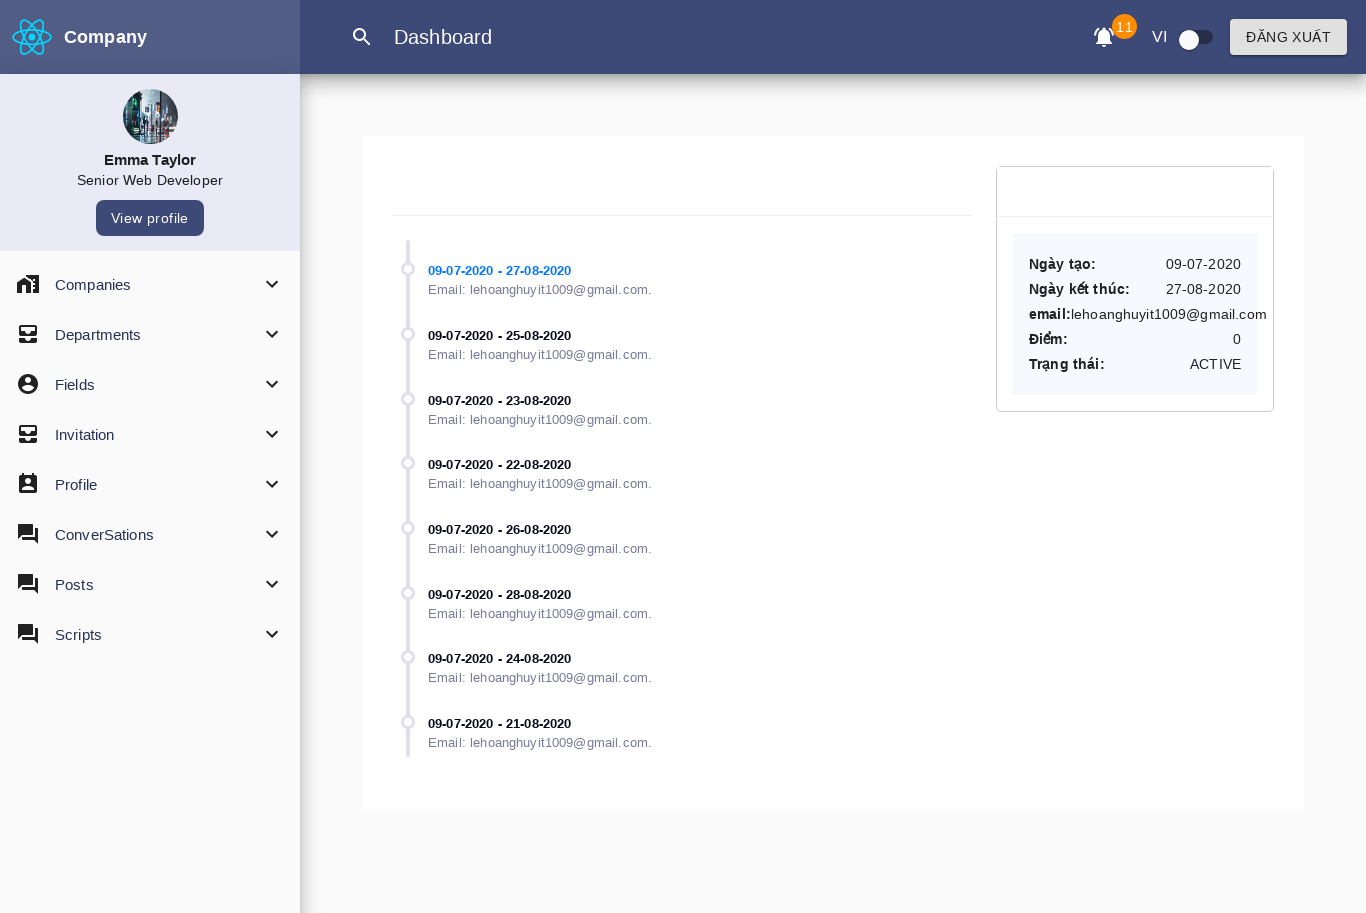 Company
Dashboard
11
VI
ĐĂNG XUẤT
Emma Taylor
Senior Web Developer
View profile
Companies
Departments
Fields
Invitation
Profile
ConverSations
Posts
Scripts
09-07-2020 - 27-08-2020
Email: lehoanghuyit1009@gmail.com.
09-07-2020 - 25-08-2020
Email: lehoanghuyit1009@gmail.com.
09-07-2020 - 23-08-2020
Email: lehoanghuyit1009@gmail.com.
09-07-2020 - 22-08-2020
Email: lehoanghuyit1009@gmail.com.
09-07-2020 - 26-08-2020
Email: lehoanghuyit1009@gmail.com.
09-07-2020 - 28-08-2020
Email: lehoanghuyit1009@gmail.com.
09-07-2020 - 24-08-2020
Email: lehoanghuyit1009@gmail.com.
09-07-2020 - 21-08-2020
Email: lehoanghuyit1009@gmail.com.
Ngày tạo: 09-07-2020
Ngày kết thúc: 27-08-2020
email:lehoanghuyit1009@gmail.com
Điểm: 0
Trạng thái: ACTIVE